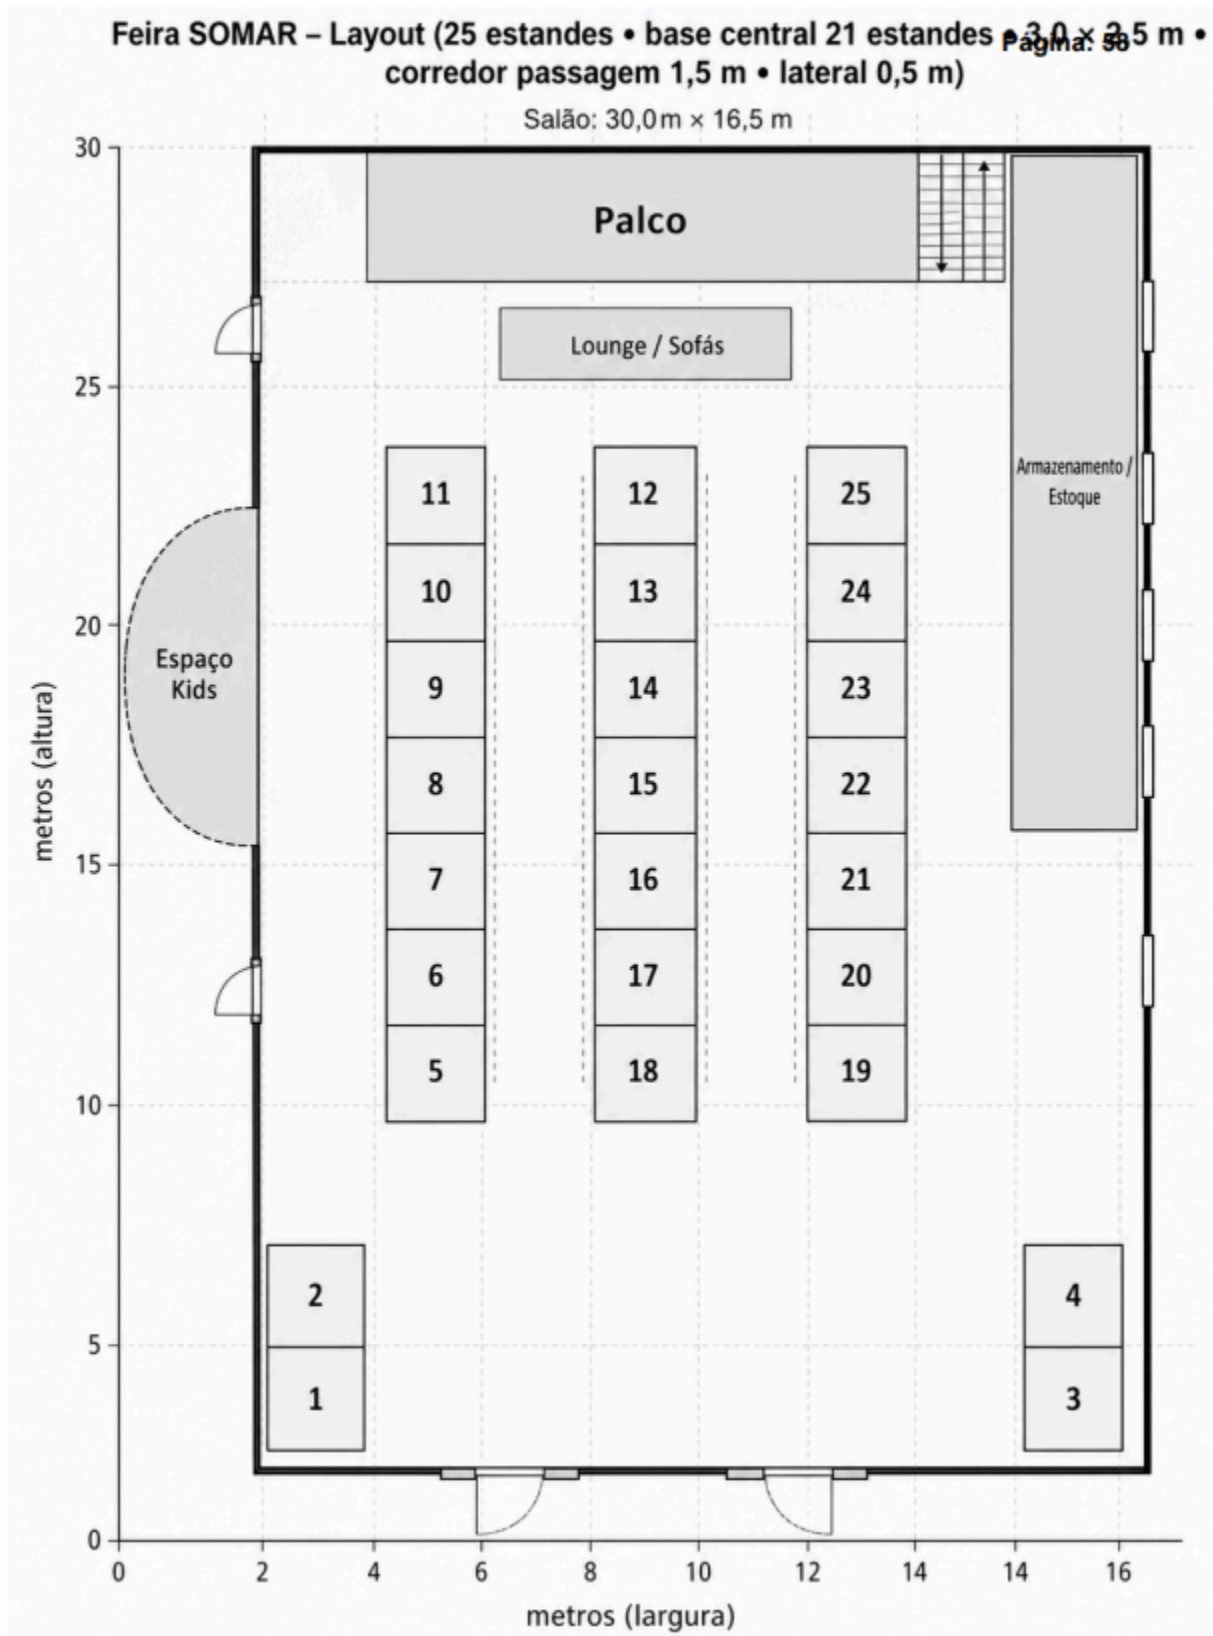 Feira SOMAR – Layout (25 estandes • base central 21 estandes • 3,0 × 2,5 m •
Página: 58
corredor passagem 1,5 m • lateral 0,5 m)
Salão: 30,0m × 16,5 m
30
Palco
Lounge / Sofás
25
Armazenamento /
Estoque
11 12 25
10 13 24
20
Espaço
Kids
9 14 23
8 15 22
metros (altura)
15
7 16 21
6 17 20
5 18 19
10
2 4
5
1 3
0
0 2 4 6 8 10 12 14 14 16
metros (largura)